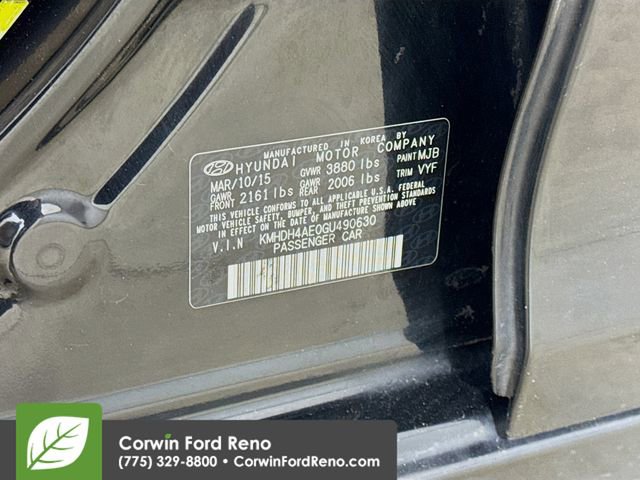 MANUFACTURED IN KOREA BY
HYUNDAI MOTOR COMPANY
MAR/10/15 GVWR 3880 lbs PAINT MJB
GAWR FRONT 2161 lbs GAWR REAR 2006 lbs TRIM VYF
THIS VEHICLE CONFORMS TO ALL APPLICABLE U.S.A. FEDERAL
MOTOR VEHICLE SAFETY, BUMPER, AND THEFT PREVENTION STANDARDS
IN EFFECT ON THE DATE OF MANUFACTURE SHOWN ABOVE.
V.I.N KMHDH4AE0GU490630
PASSENGER CAR
Corwin Ford Reno
(775) 329-8800 • CorwinFordReno.com